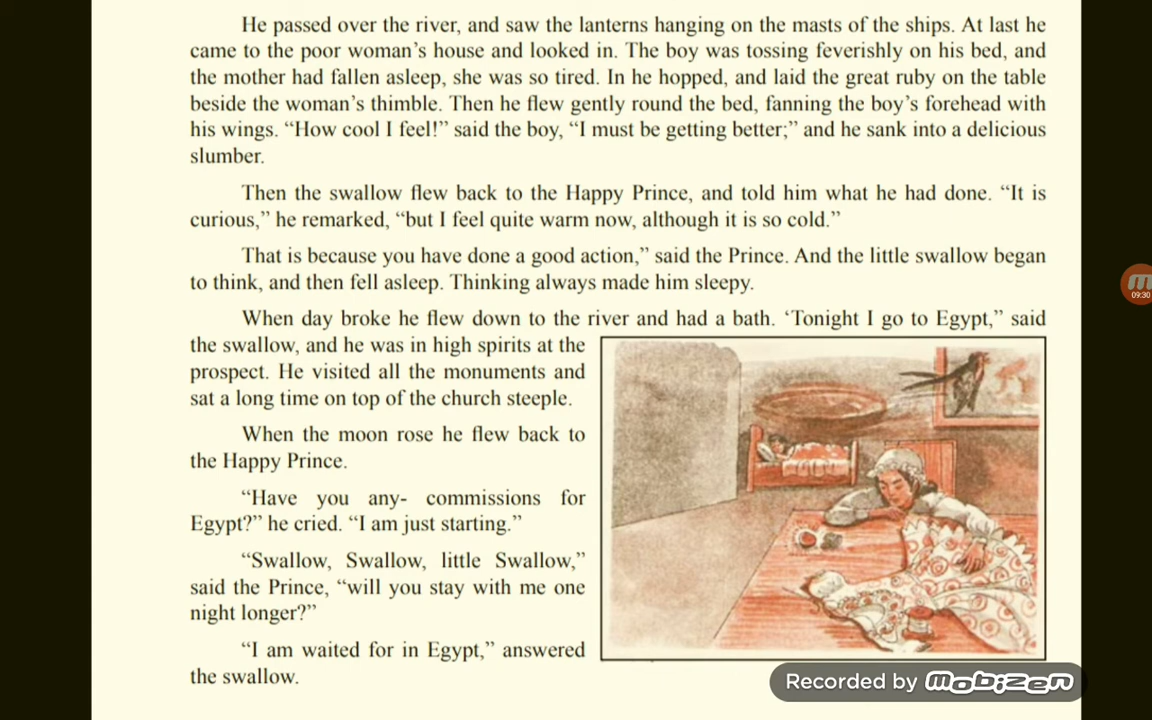 He passed over the river, and saw the lanterns hanging on the masts of the ships. At last he
came to the poor woman's house and looked in. The boy was tossing feverishly on his bed, and
the mother had fallen asleep, she was so tired. In he hopped, and laid the great ruby on the table
beside the woman's thimble. Then he flew gently round the bed, fanning the boy's forehead with
his wings. “How cool I feel!” said the boy, “I must be getting better;” and he sank into a delicious
slumber.
Then the swallow flew back to the Happy Prince, and told him what he had done. “It is
curious,” he remarked, “but I feel quite warm now, although it is so cold.”
That is because you have done a good action,” said the Prince. And the little swallow began
to think, and then fell asleep. Thinking always made him sleepy.
When day broke he flew down to the river and had a bath. ‘Tonight I go to Egypt,” said
the swallow, and he was in high spirits at the
prospect. He visited all the monuments and
sat a long time on top of the church steeple.
When the moon rose he flew back to
the Happy Prince.
“Have you any- commissions for
Egypt?” he cried. “I am just starting.”
“Swallow, Swallow, little Swallow,”
said the Prince, “will you stay with me one
night longer?”
“I am waited for in Egypt,” answered
the swallow.
09:30
Recorded by mobizen